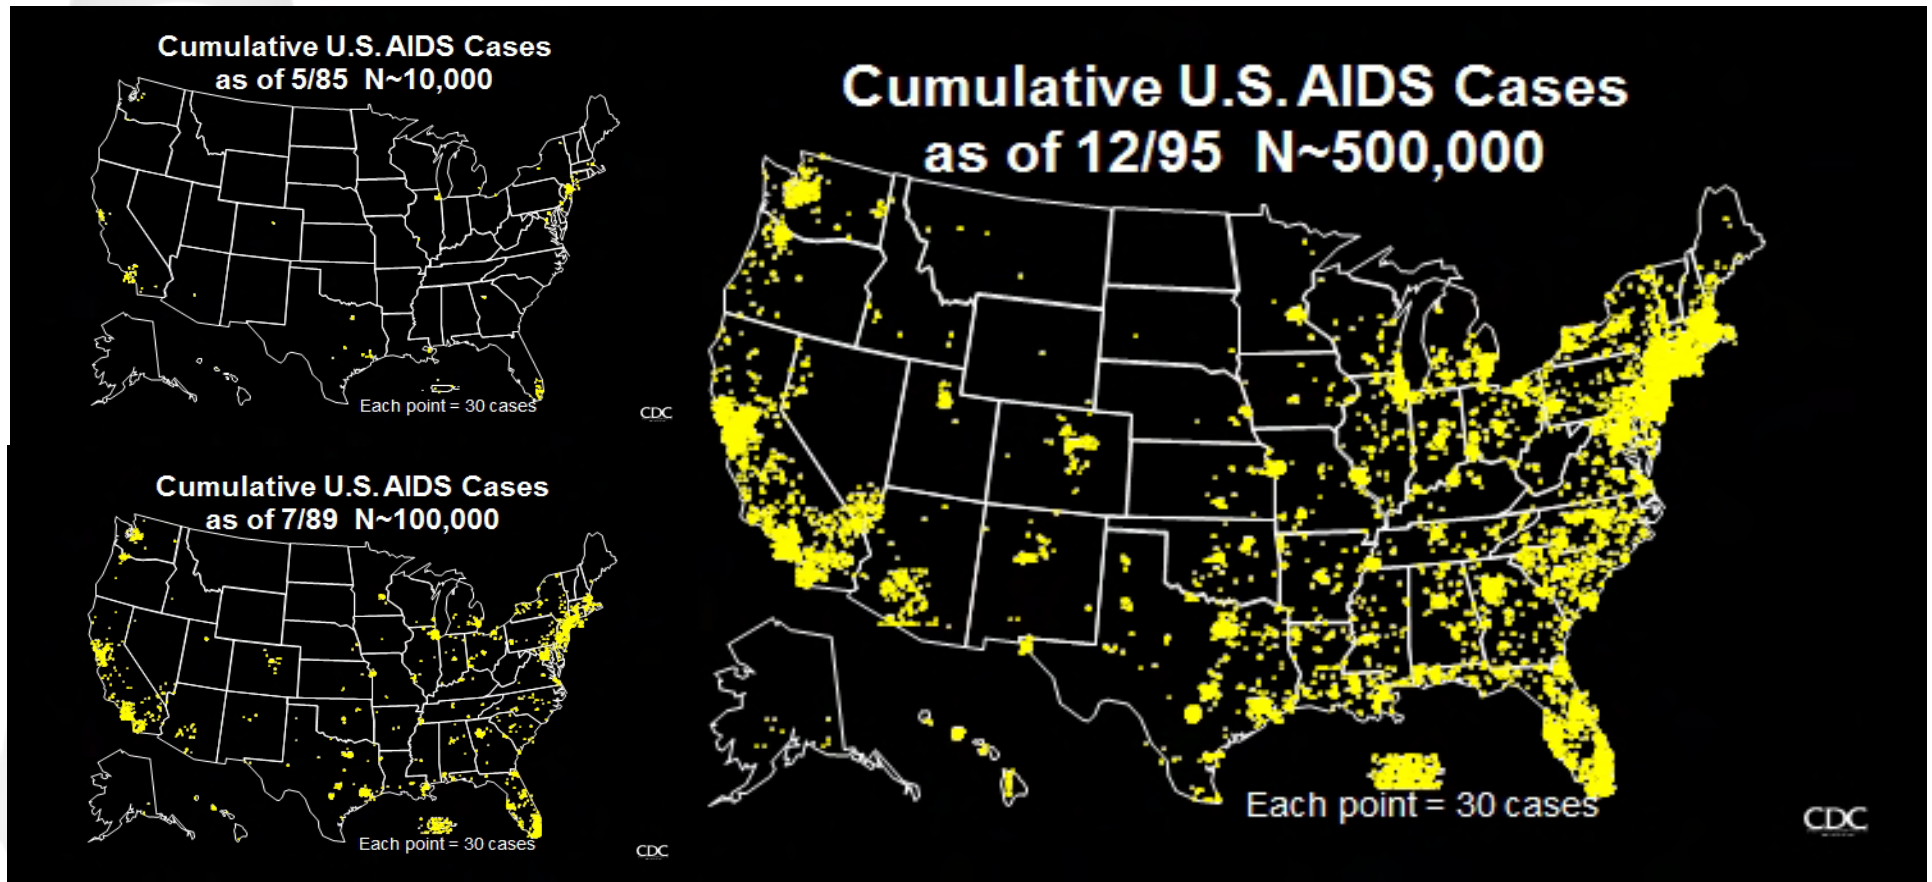 Cumulative U.S. AIDS Cases
as of 5/85 N~10,000
Each point = 30 cases
CDC
Cumulative U.S. AIDS Cases
as of 7/89 N~100,000
Each point = 30 cases
CDC
Cumulative U.S. AIDS Cases
as of 12/95 N~500,000
Each point = 30 cases
CDC